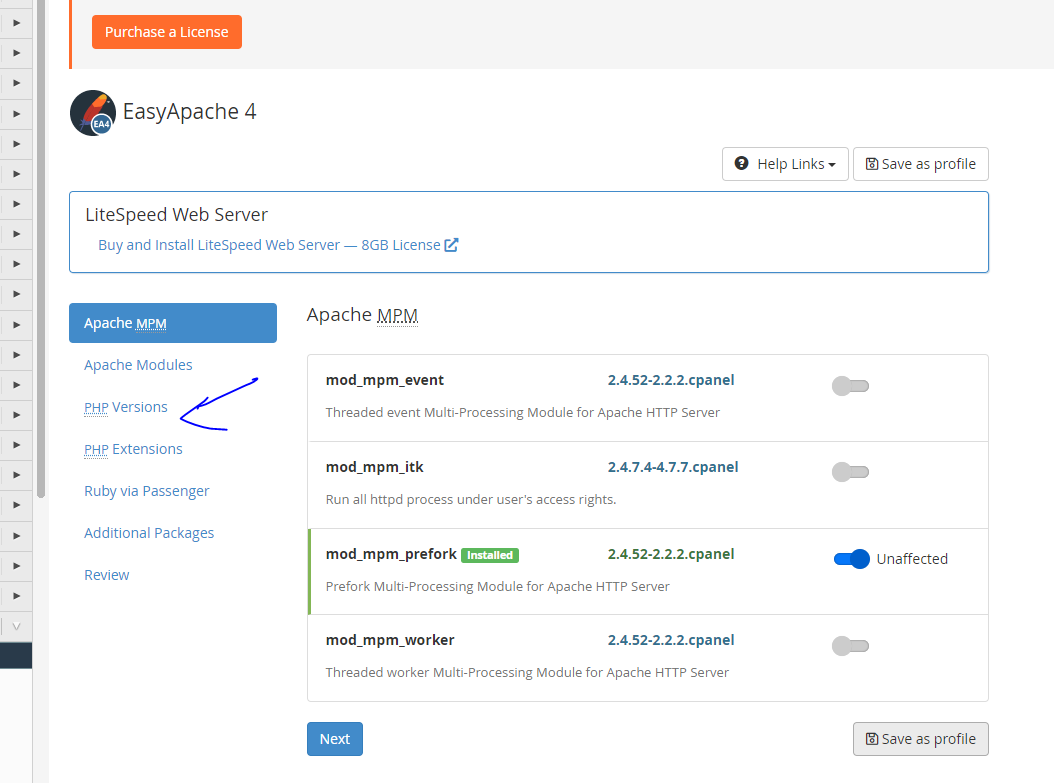 Purchase a License
EA4
EasyApache 4
Help Links
Save as profile
LiteSpeed Web Server
Buy and Install LiteSpeed Web Server — 8GB License
Apache MPM
Apache Modules
PHP Versions
PHP Extensions
Ruby via Passenger
Additional Packages
Review
Apache MPM
mod_mpm_event 2.4.52-2.2.2.cpanel
Threaded event Multi-Processing Module for Apache HTTP Server
mod_mpm_itk 2.4.7.4-4.7.7.cpanel
Run all httpd process under user's access rights.
mod_mpm_prefork Installed 2.4.52-2.2.2.cpanel Unaffected
Prefork Multi-Processing Module for Apache HTTP Server
mod_mpm_worker 2.4.52-2.2.2.cpanel
Threaded worker Multi-Processing Module for Apache HTTP Server
Next
Save as profile